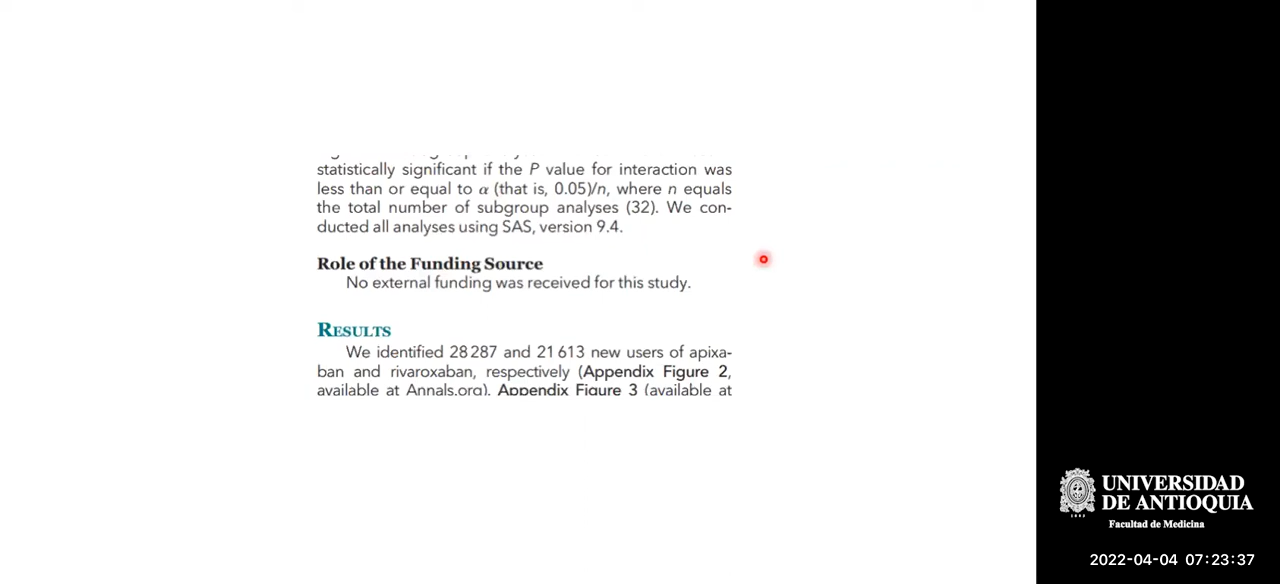 statistically significant if the P value for interaction was
less than or equal to α (that is, 0.05)/n, where n equals
the total number of subgroup analyses (32). We con-
ducted all analyses using SAS, version 9.4.
Role of the Funding Source
No external funding was received for this study.
RESULTS
We identified 28 287 and 21 613 new users of apixa-
ban and rivaroxaban, respectively (Appendix Figure 2,
available at Annals.org). Appendix Figure 3 (available at
UNIVERSIDAD
DE ANTIOQUIA
1803
Facultad de Medicina
2022-04-04 07:23:37